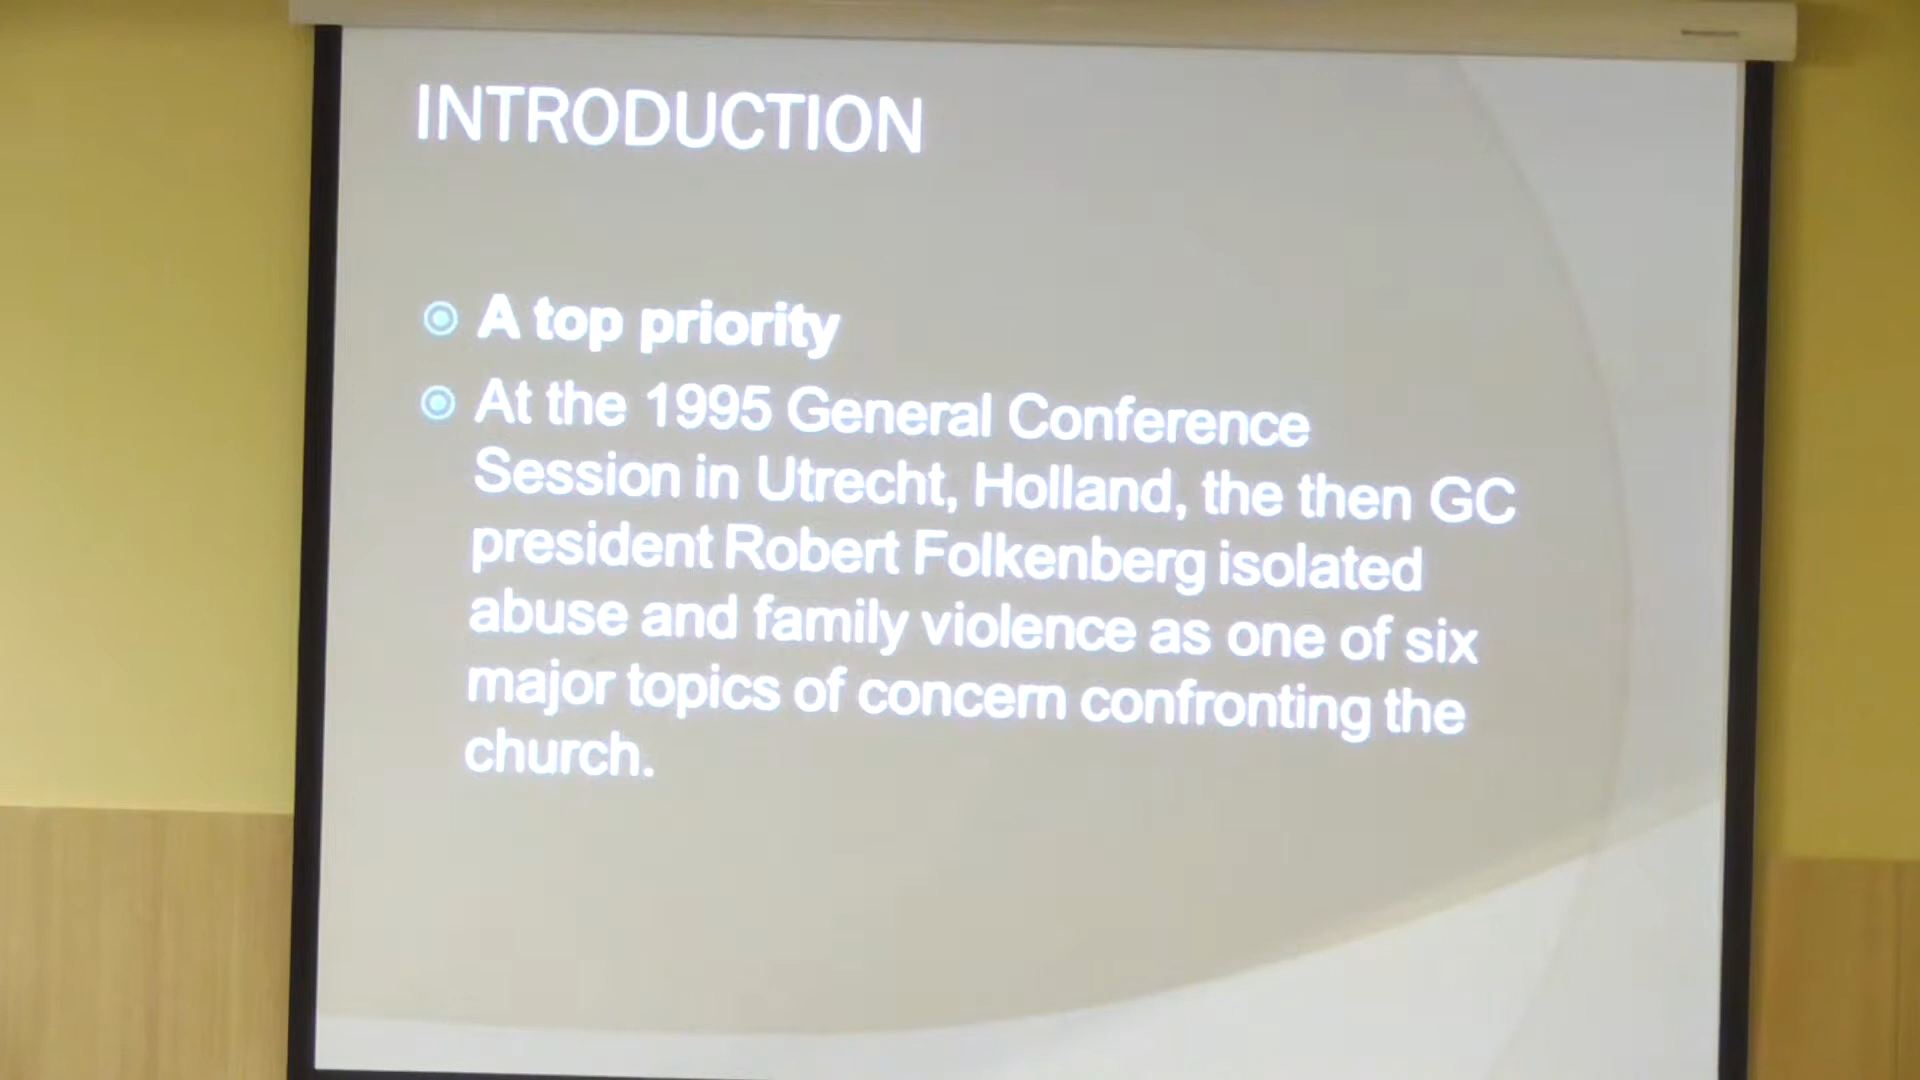 INTRODUCTION
A top priority
At the 1995 General Conference
Session in Utrecht, Holland, the then GC
president Robert Folkenberg isolated
abuse and family violence as one of six
major topics of concern confronting the
church.